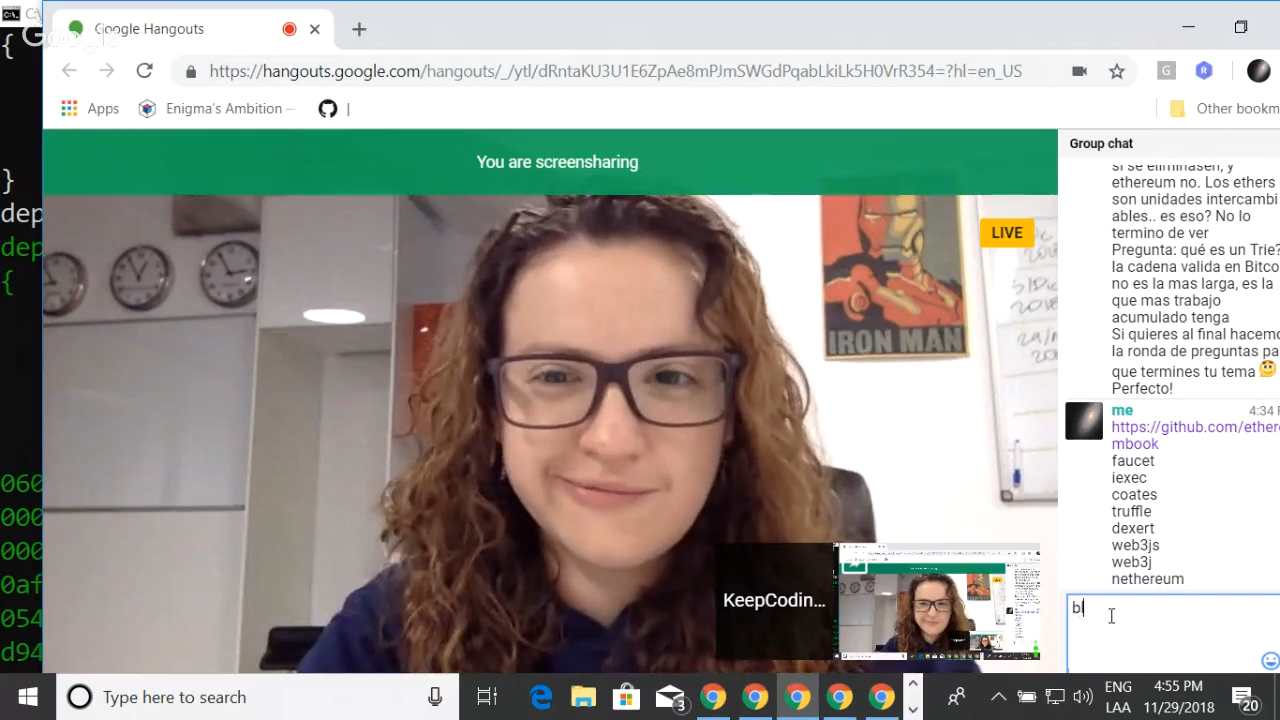 Google Hangouts
Google
https://hangouts.google.com/hangouts/_/ytl/dRntaKU3U1E6ZpAe8mPJmSWGdPqabLkiLk5H0VrR354=?hl=en_US
Apps
Enigma's Ambition
Other bookm
You are screensharing
LIVE
Group chat
si se eliminasen, y
ethereum no. Los ethers
son unidades intercambi
ables.. es eso? No lo
termino de ver
Pregunta: qué es un Trie?
la cadena valida en Bitco
no es la mas larga, es la
que mas trabajo
acumulado tenga
Si quieres al final hacemo
la ronda de preguntas pa
que termines tu tema
Perfecto!
me
4:34 P
https://github.com/ethere
mbook
faucet
iexec
coates
truffle
dexert
web3js
web3j
nethereum
bl
IRON MAN
KeepCodin...
{
}
dep
dep
{
060
000
000
0af
054
d94
Type here to search
3
ENG
LAA
4:55 PM
11/29/2018
20